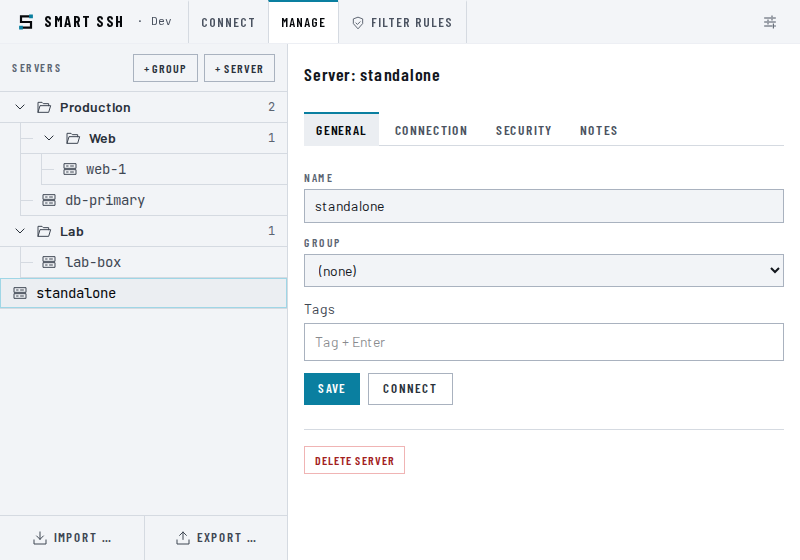 SMART SSH · Dev
CONNECT
MANAGE
FILTER RULES
SERVERS
+ GROUP
+ SERVER
Production 2
Web 1
web-1
db-primary
Lab 1
lab-box
standalone
IMPORT ...
EXPORT ...
Server: standalone
GENERAL
CONNECTION
SECURITY
NOTES
NAME
standalone
GROUP
(none)
Tags
Tag + Enter
SAVE
CONNECT
DELETE SERVER